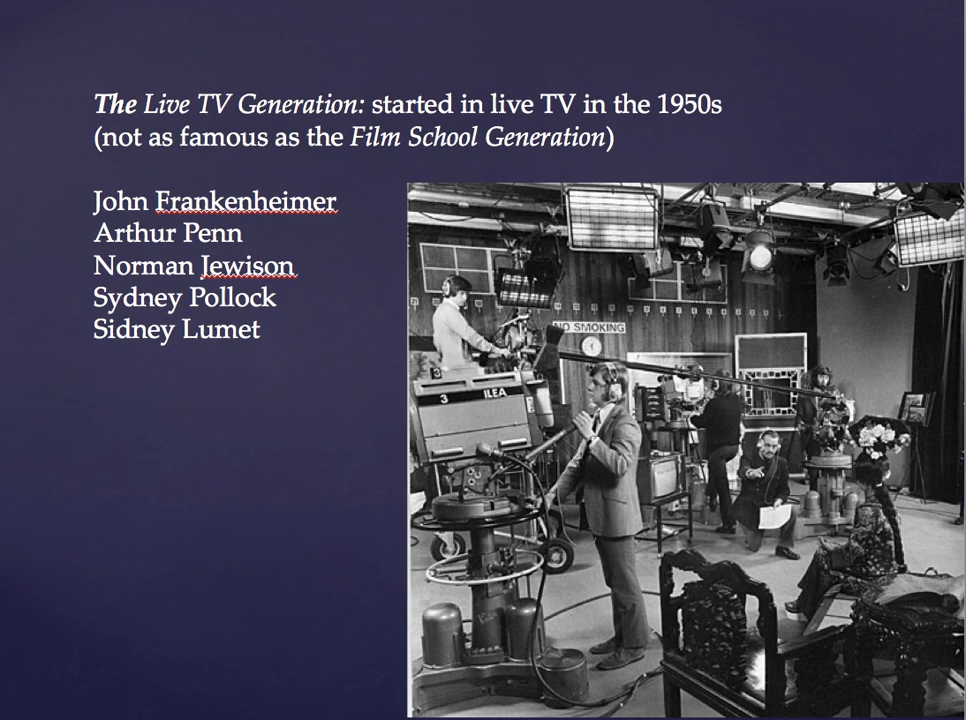 The Live TV Generation: started in live TV in the 1950s
(not as famous as the Film School Generation)
John Frankenheimer
Arthur Penn
Norman Jewison
Sydney Pollock
Sidney Lumet
NO SMOKING
3
3 ILEA